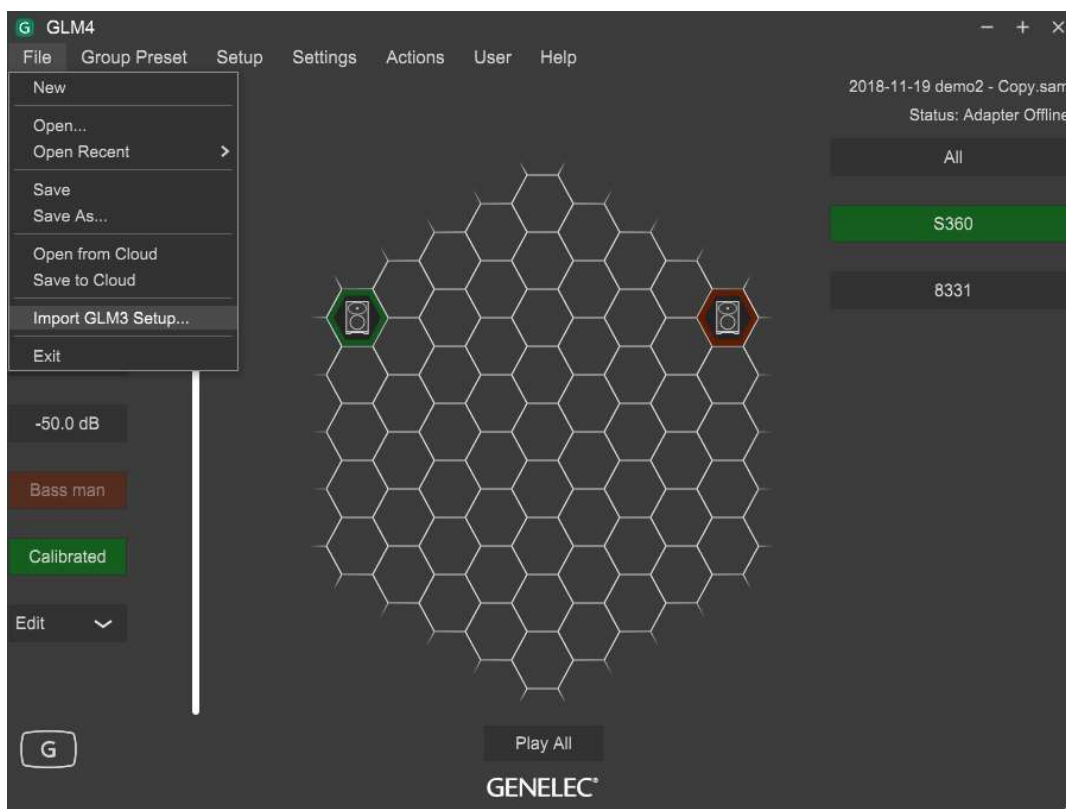 G GLM4
File Group Preset Setup Settings Actions User Help
New
Open...
Open Recent
Save
Save As...
Open from Cloud
Save to Cloud
Import GLM3 Setup...
Exit
-50.0 dB
Bass man
Calibrated
Edit
G
2018-11-19 demo2 - Copy.sam
Status: Adapter Offline
All
S360
8331
Play All
GENELEC®